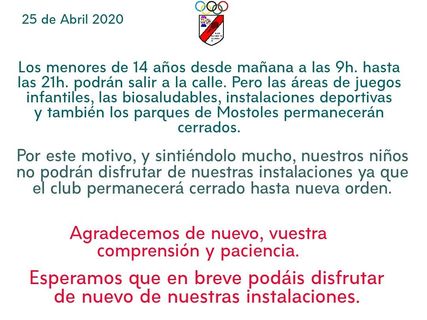 25 de Abril 2020
Los menores de 14 años desde mañana a las 9h. hasta
las 21h. podrán salir a la calle. Pero las áreas de juegos
infantiles, las biosaludables, instalaciones deportivas
y también los parques de Mostoles permanecerán
cerrados.
Por este motivo, y sintiéndolo mucho, nuestros niños
no podrán disfrutar de nuestras instalaciones ya que
el club permanecerá cerrado hasta nueva orden.
Agradecemos de nuevo, vuestra
comprensión y paciencia.
Esperamos que en breve podáis disfrutar
de nuevo de nuestras instalaciones.